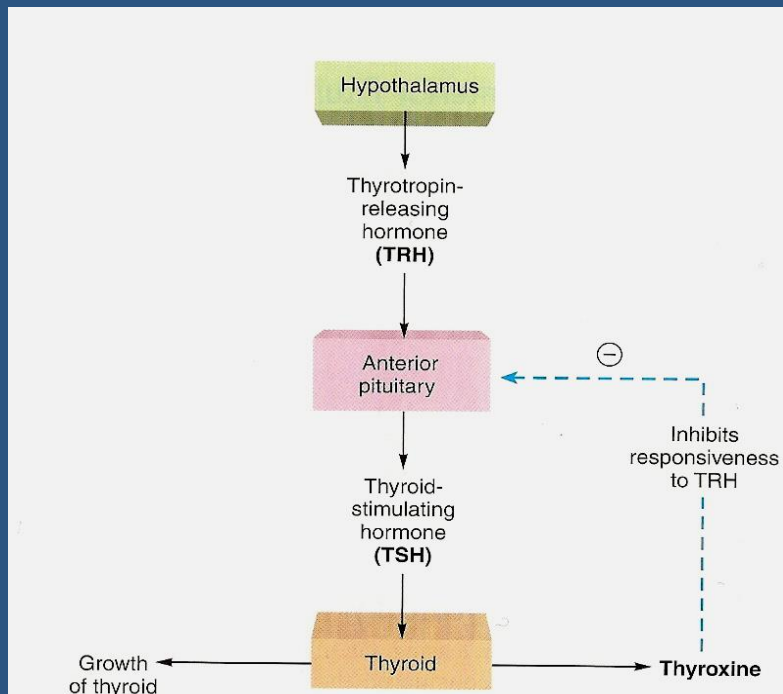 Hypothalamus
Thyrotropin-
releasing
hormone
(TRH)
Anterior
pituitary
Inhibits
responsiveness
to TRH
Thyroid-
stimulating
hormone
(TSH)
Growth
of thyroid
Thyroid
Thyroxine